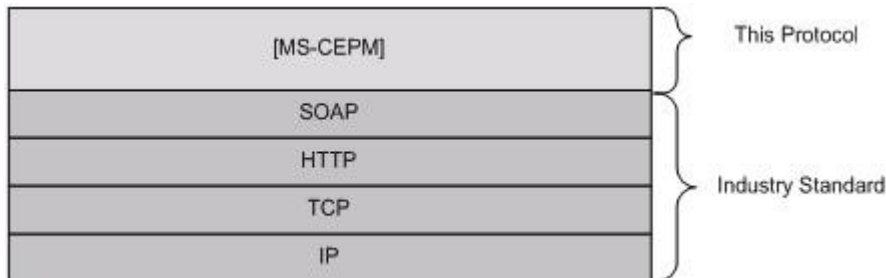 [MS-CEPM]
This Protocol
SOAP
HTTP
TCP
IP
Industry Standard